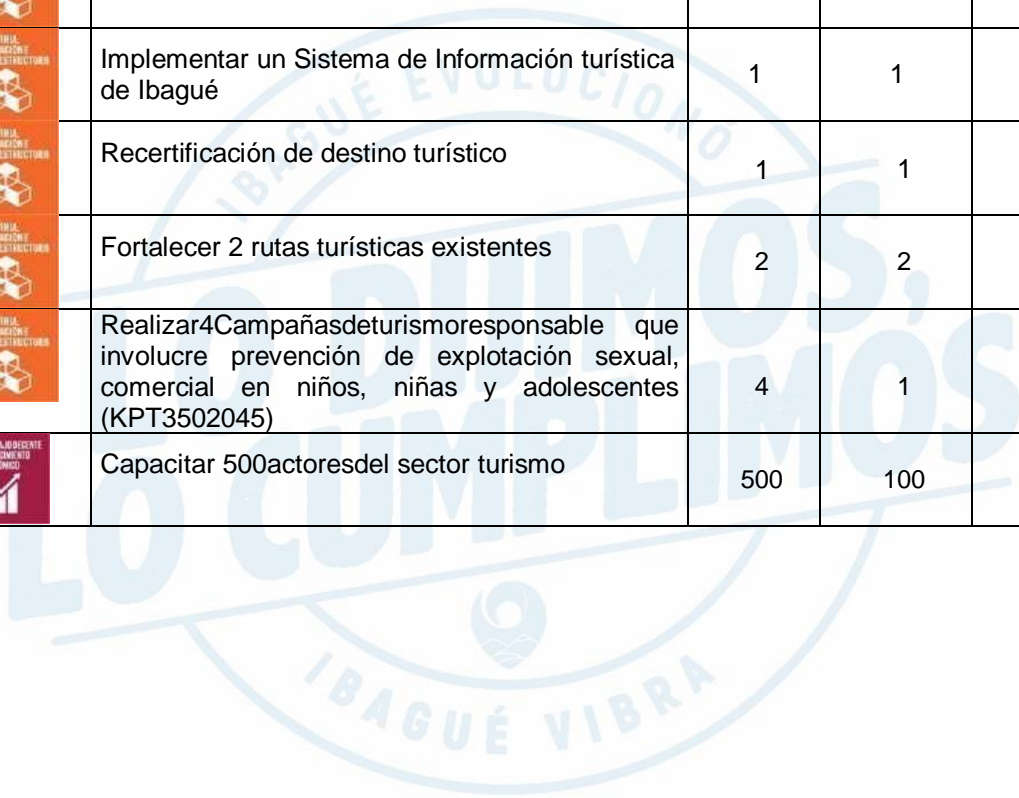 Implementar un Sistema de Información turística
de Ibagué
1
1
Recertificación de destino turístico
1
1
Fortalecer 2 rutas turísticas existentes
2
2
Realizar4Campañasdeturismoresponsable que
involucre prevención de explotación sexual,
comercial en niños, niñas y adolescentes
(KPT3502045)
4
1
Capacitar 500actoresdel sector turismo
500
100
IBAGUÉ EVOLUCIONÓ
LO DIJIMOS,
LO CUMPLIMOS
IBAGUÉ VIBRA